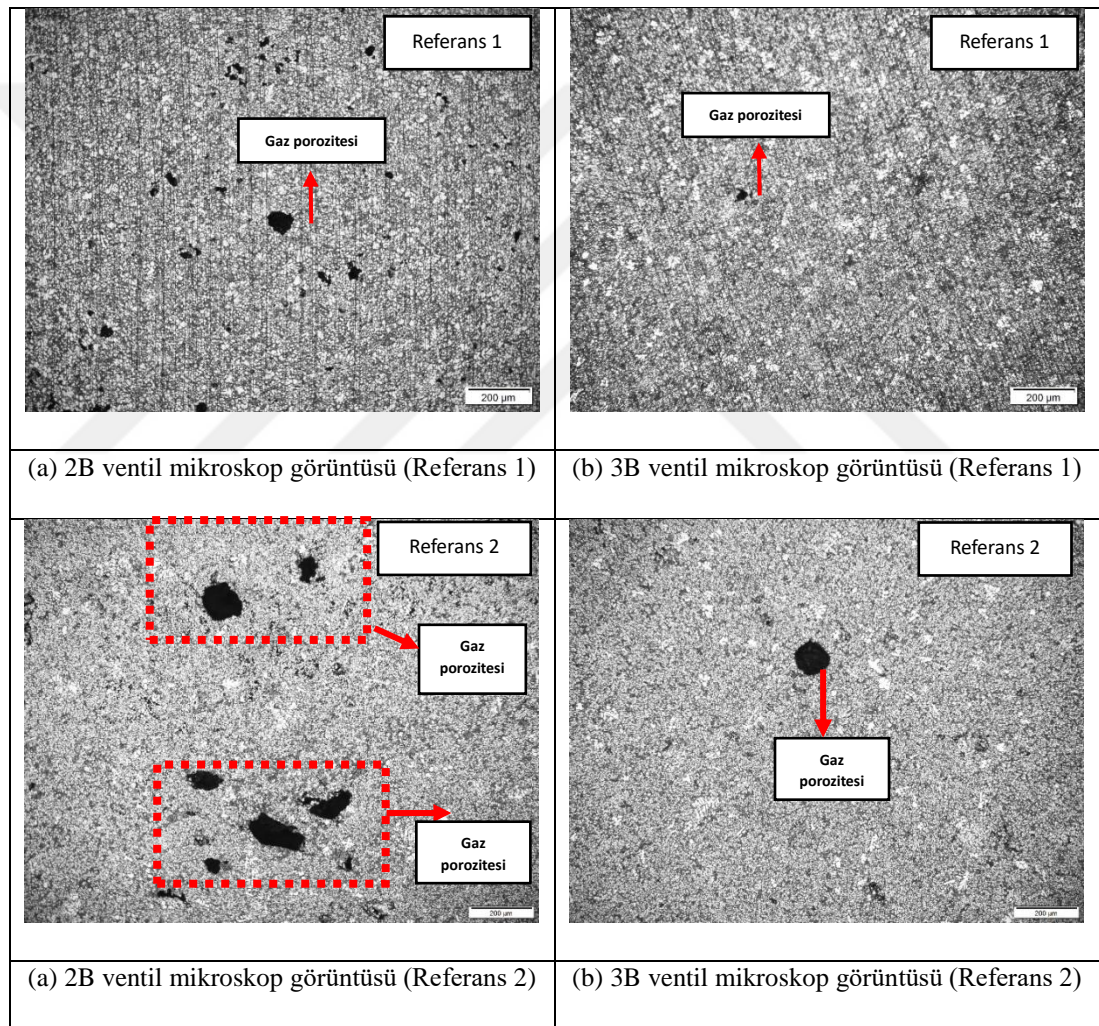 Referans 1
Gaz porozitesi
200 µm
Referans 1
Gaz porozitesi
200 µm
(a) 2B ventil mikroskop görüntüsü (Referans 1)
(b) 3B ventil mikroskop görüntüsü (Referans 1)
Referans 2
Gaz
porozitesi
Gaz
porozitesi
200 µm
Referans 2
Gaz
porozitesi
200 µm
(a) 2B ventil mikroskop görüntüsü (Referans 2)
(b) 3B ventil mikroskop görüntüsü (Referans 2)